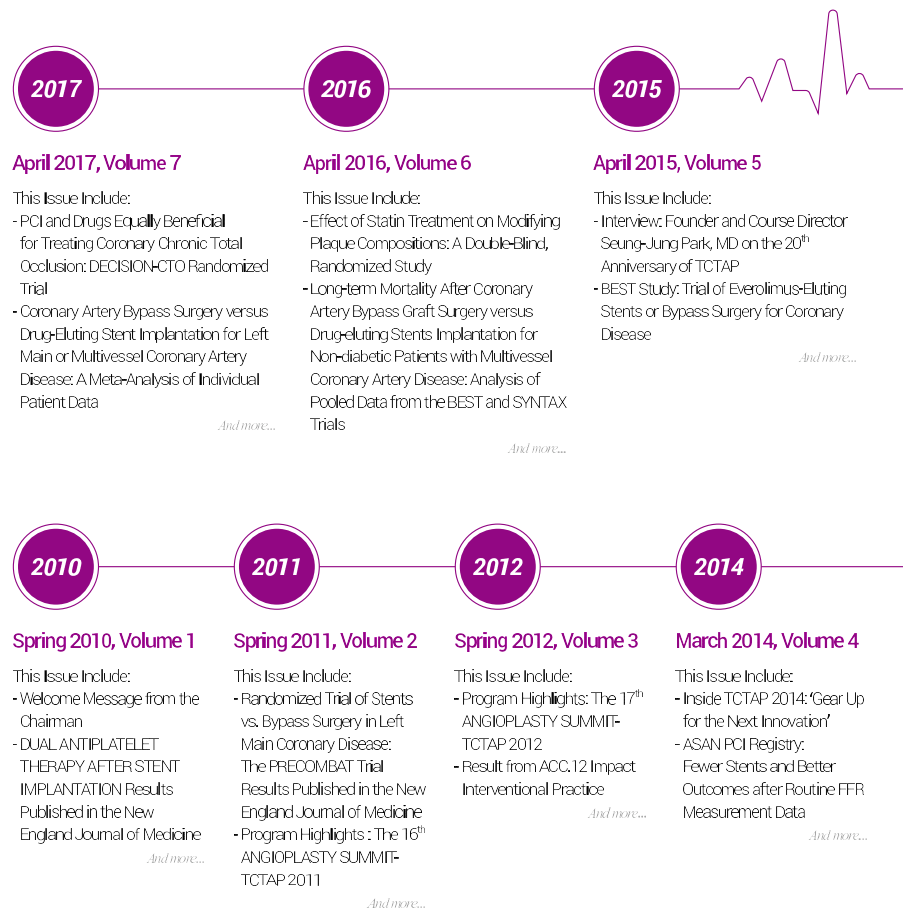 2017
April 2017, Volume 7
This Issue Include:
- PCI and Drugs Equally Beneficial
for Treating Coronary Chronic Total
Occlusion: DECISION-CTO Randomized
Trial
- Coronary Artery Bypass Surgery versus
Drug-Eluting Stent Implantation for Left
Main or Multivessel Coronary Artery
Disease: A Meta-Analysis of Individual
Patient Data
And more...
2016
April 2016, Volume 6
This Issue Include:
- Effect of Statin Treatment on Modifying
Plaque Compositions: A Double-Blind,
Randomized Study
- Long-term Mortality After Coronary
Artery Bypass Graft Surgery versus
Drug-eluting Stents Implantation for
Non-diabetic Patients with Multivessel
Coronary Artery Disease: Analysis of
Pooled Data from the BEST and SYNTAX
Trials
And more...
2015
April 2015, Volume 5
This Issue Include:
- Interview: Founder and Course Director
Seung-Jung Park, MD on the 20th
Anniversary of TCTAP
- BEST Study: Trial of Everolimus-Eluting
Stents or Bypass Surgery for Coronary
Disease
And more...
2010
Spring 2010, Volume 1
This Issue Include:
- Welcome Message from the
Chairman
- DUAL ANTIPLATELET
THERAPY AFTER STENT
IMPLANTATION Results
Published in the New
England Journal of Medicine
And more...
2011
Spring 2011, Volume 2
This Issue Include:
- Randomized Trial of Stents
vs. Bypass Surgery in Left
Main Coronary Disease:
The PRECOMBAT Trial
Results Published in the New
England Journal of Medicine
- Program Highlights : The 16th
ANGIOPLASTY SUMMIT-
TCTAP 2011
And more...
2012
Spring 2012, Volume 3
This Issue Include:
- Program Highlights: The 17th
ANGIOPLASTY SUMMIT-
TCTAP 2012
- Result from ACC.12 Impact
Interventional Practice
And more...
2014
March 2014, Volume 4
This Issue Include:
- Inside TCTAP 2014: ‘Gear Up
for the Next Innovation’
- ASAN PCI Registry:
Fewer Stents and Better
Outcomes after Routine FFR
Measurement Data
And more...